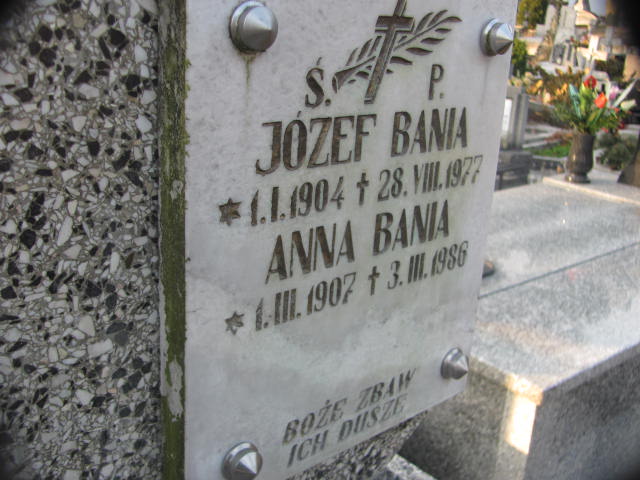 Ś. P.
JÓZEF BANIA
* 1.I.1904 † 28.VIII.1977
ANNA BANIA
* 1.III.1907 † 3.III.1986
BOŻE ZBAW
ICH DUSZE